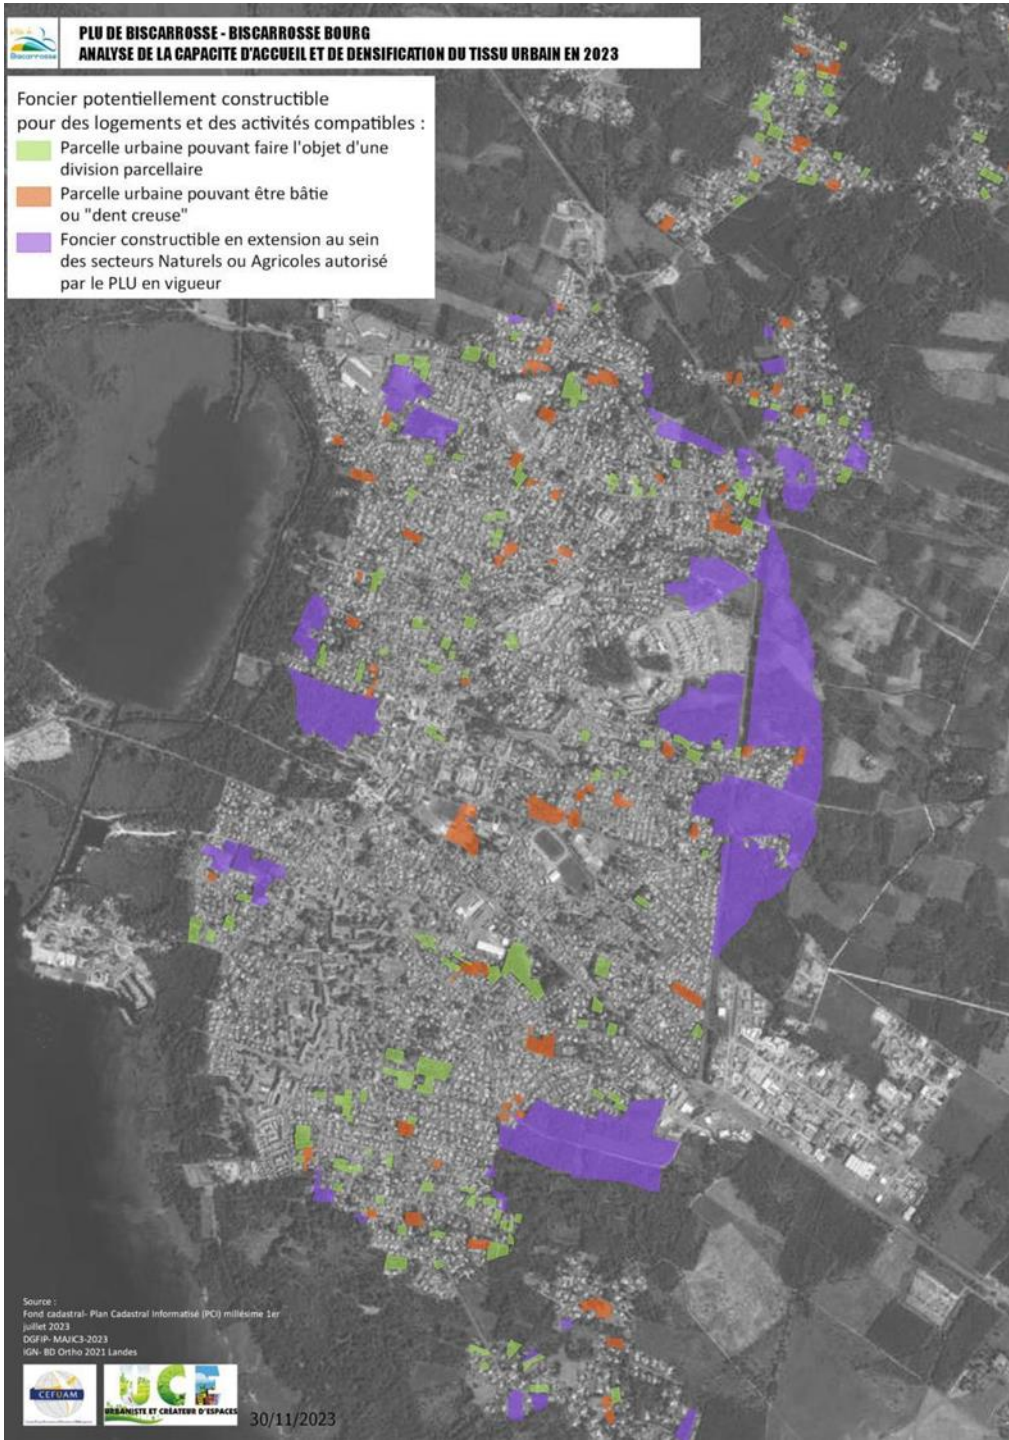 Ville de
Biscarrosse
PLU DE BISCARROSSE - BISCARROSSE BOURG
ANALYSE DE LA CAPACITE D'ACCUEIL ET DE DENSIFICATION DU TISSU URBAIN EN 2023
Foncier potentiellement constructible
pour des logements et des activités compatibles :
Parcelle urbaine pouvant faire l'objet d'une
division parcellaire
Parcelle urbaine pouvant être bâtie
ou "dent creuse"
Foncier constructible en extension au sein
des secteurs Naturels ou Agricoles autorisé
par le PLU en vigueur
Source :
Fond cadastral- Plan Cadastral Informatisé (PCI) millésime 1er
juillet 2023
DGFIP- MAJIC3-2023
IGN- BD Ortho 2021 Landes
CEFUAM
UCE
URBANISTE ET CRÉATEUR D'ESPACES
30/11/2023